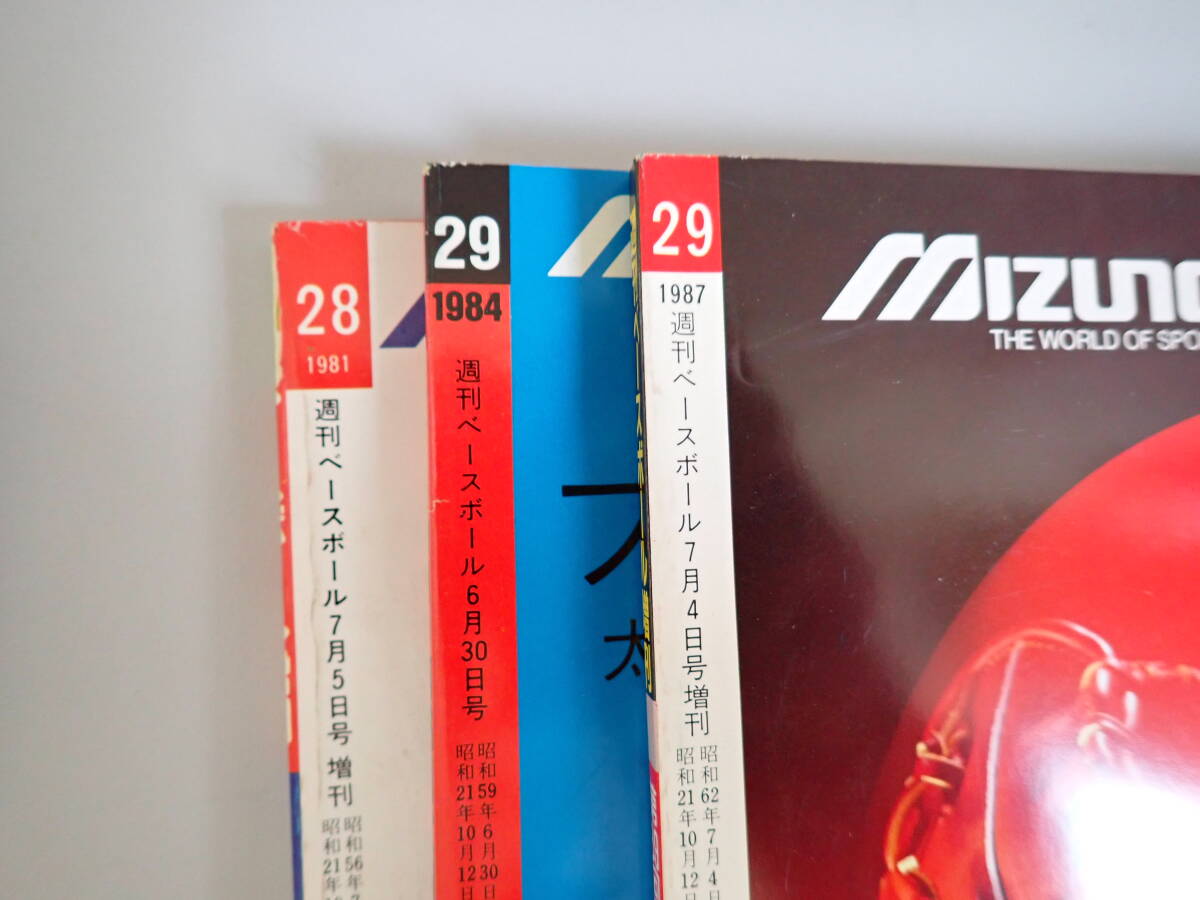 28
1981
週刊ベースボール7月5日号 増刊
昭和56年7
昭和21年10
29
1984
週刊ベースボール6月30日号
昭和59年6月30日
昭和21年10月12日
太
29
1987
週刊ベースボール7月4日号 増刊
昭和62年7月4
昭和21年10月12
MIZUNO
THE WORLD OF SPO